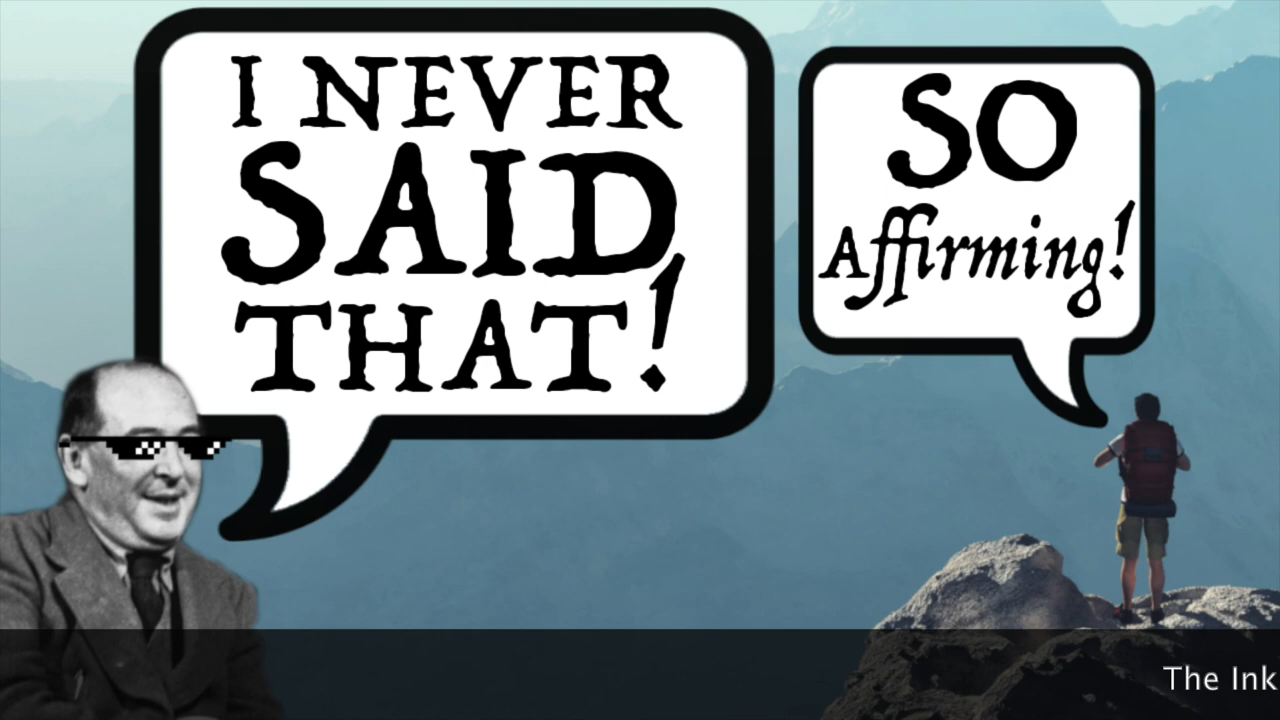 I NEVER
SAID
THAT!
SO
Affirming!
The Ink